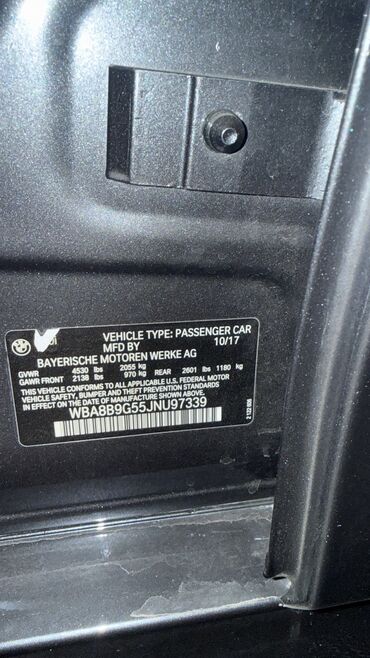 VEHICLE TYPE: PASSENGER CAR
MFD BY 10/17
BAYERISCHE MOTOREN WERKE AG
GVWR 4530 lbs 2055 kg
GAWR FRONT 2138 lbs 970 kg REAR 2601 lbs 1180 kg
THIS CAR CONFORMS TO ALL APPLICABLE U.S. FEDERAL MOTOR
VEHICLE SAFETY, BUMPER, AND THEFT PREVENTION STANDARDS
IN EFFECT ON THE DATE OF MANUFACTURE SHOWN ABOVE.
WBA8B9G55JNU97339